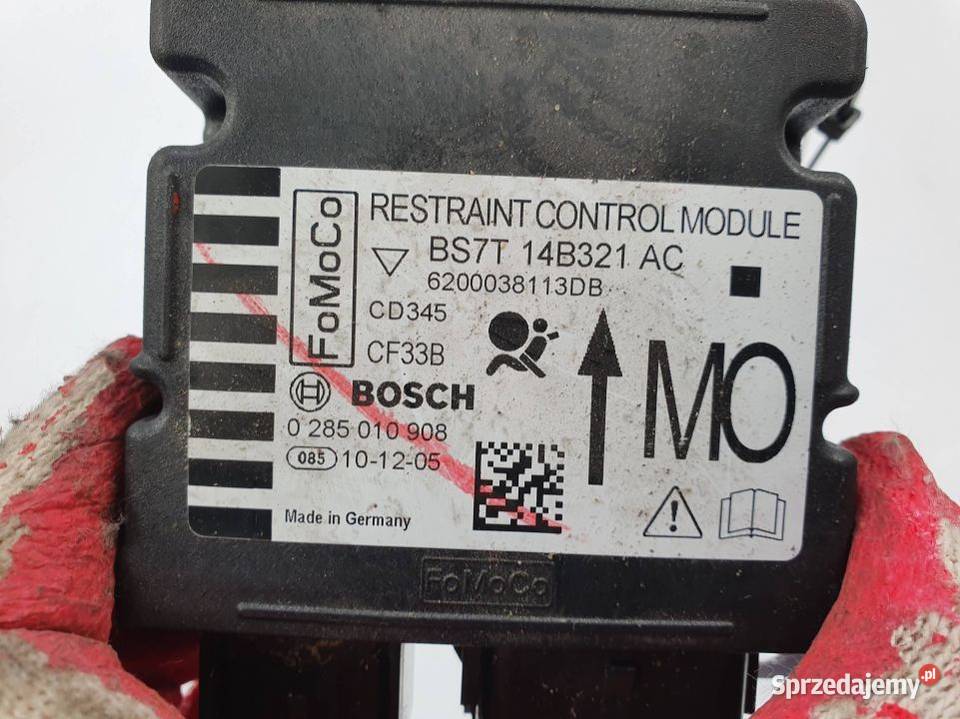 RESTRAINT CONTROL MODULE
FoMoCo
BS7T 14B321 AC
6200038113DB
CD345
CF33B
MO
BOSCH
0 285 010 908
085 10-12-05
Made in Germany
FoMoCo
Sprzedajemy.pl